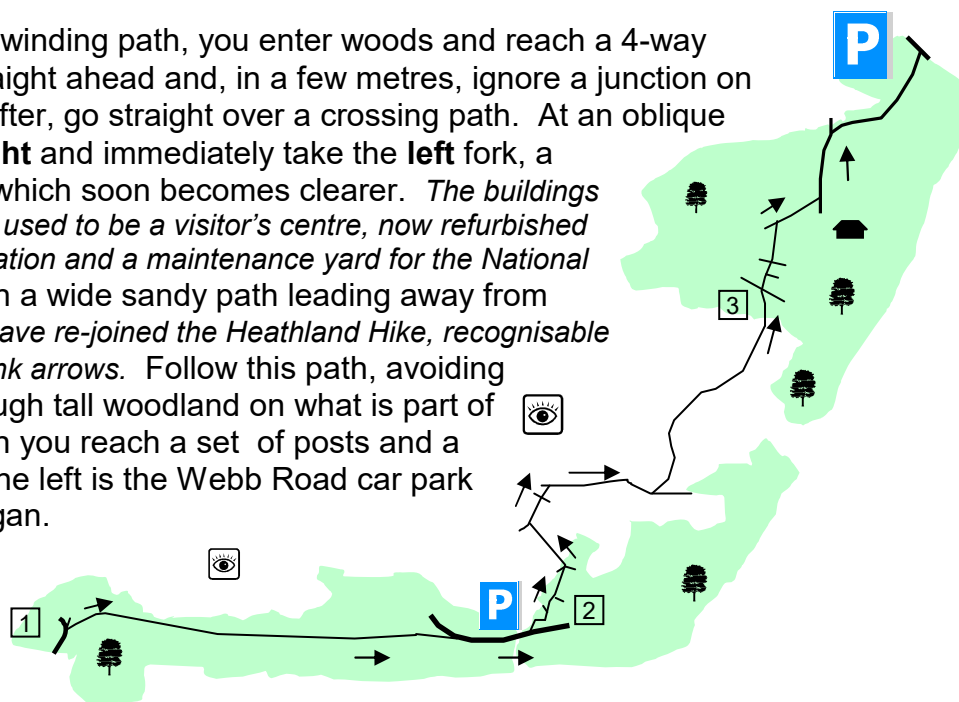 winding path, you enter woods and reach a 4-way
aight ahead and, in a few metres, ignore a junction on
fter, go straight over a crossing path.  At an oblique
ht and immediately take the left fork, a
which soon becomes clearer.  The buildings
used to be a visitor's centre, now refurbished
ation and a maintenance yard for the National
n a wide sandy path leading away from
ave re-joined the Heathland Hike, recognisable
nk arrows.  Follow this path, avoiding
ugh tall woodland on what is part of
n you reach a set  of posts and a
ne left is the Webb Road car park
gan.
P
3
P
1
2